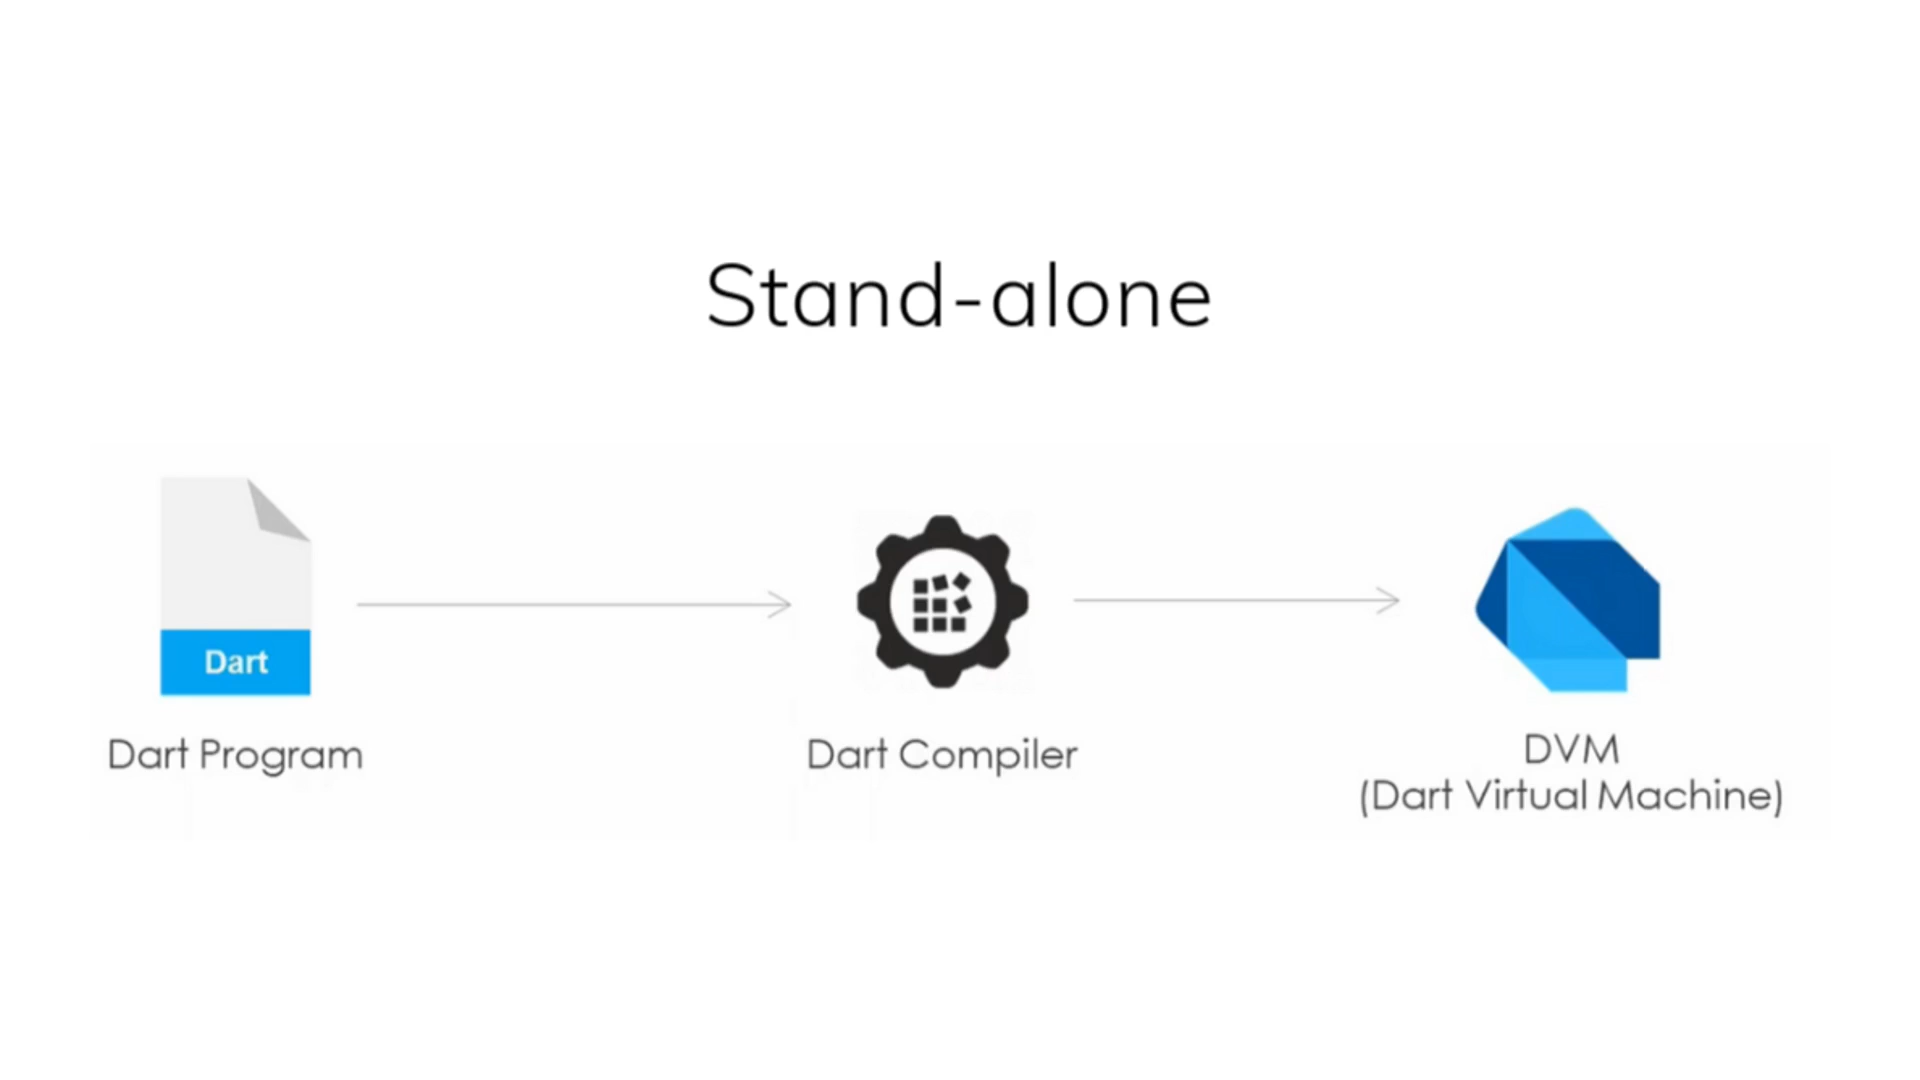 Stand-alone
Dart
Dart Program
Dart Compiler
DVM
(Dart Virtual Machine)